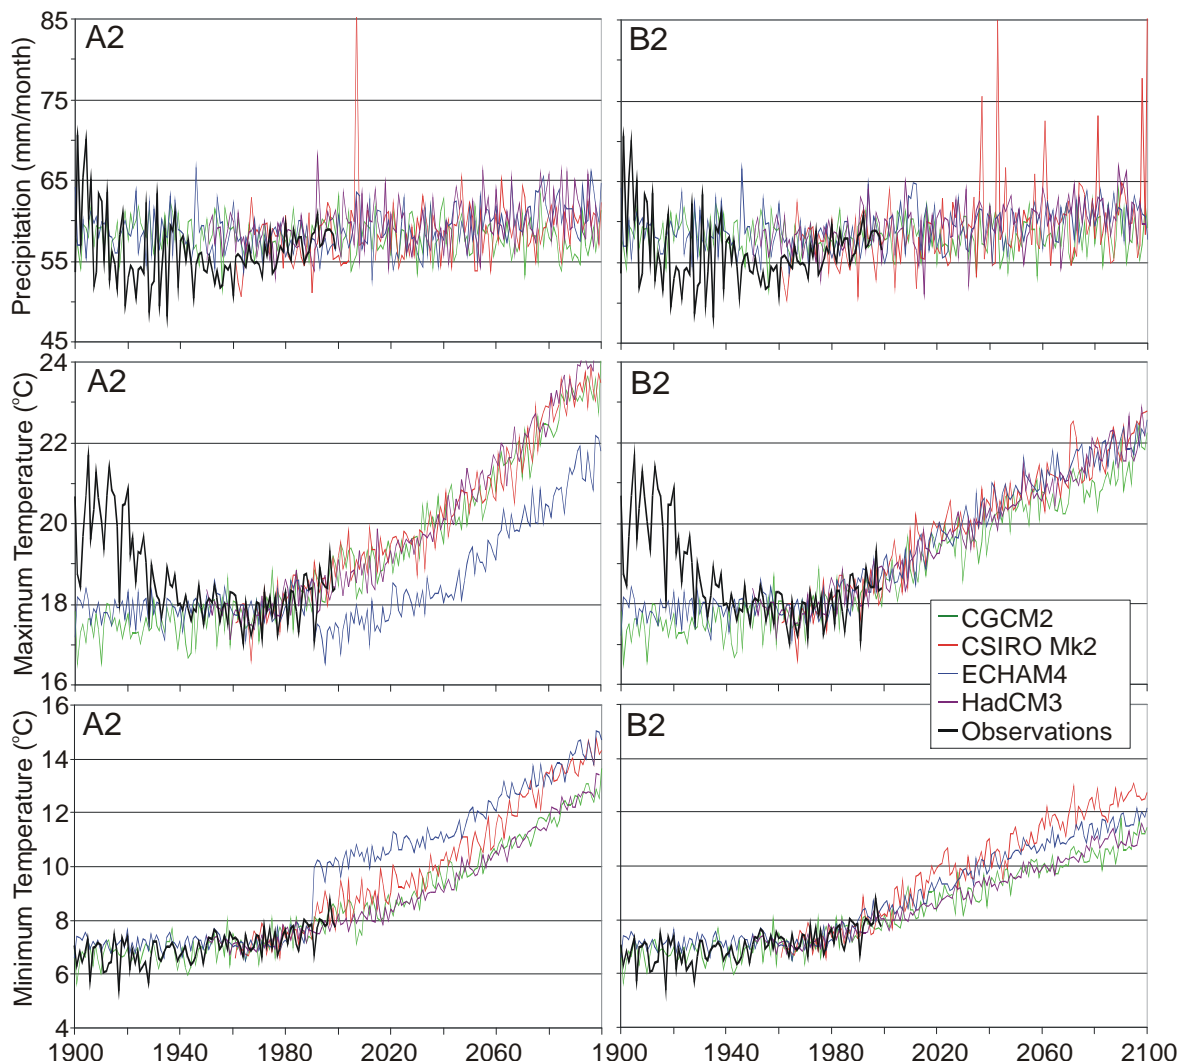 A2
B2
Precipitation (mm/month)
85
75
65
55
45
A2
B2
Maximum Temperature (°C)
24
22
20
18
16
CGCM2
CSIRO Mk2
ECHAM4
HadCM3
Observations
A2
B2
Minimum Temperature (°C)
16
14
12
10
8
6
4
1900 1940 1980 2020 2060 1900 1940 1980 2020 2060 2100